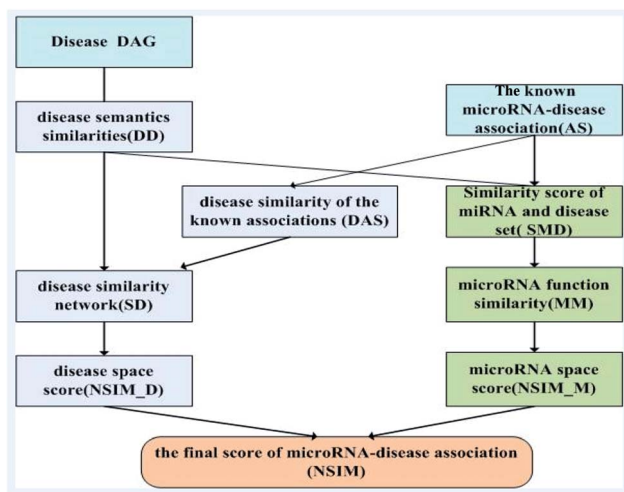 Disease DAG
The known
microRNA-disease
association(AS)
disease semantics
similarities(DD)
disease similarity of the
known associations (DAS)
Similarity score of
miRNA and disease
set( SMD)
disease similarity
network(SD)
microRNA function
similarity(MM)
disease space
score(NSIM_D)
microRNA space
score(NSIM_M)
the final score of microRNA-disease association
(NSIM)